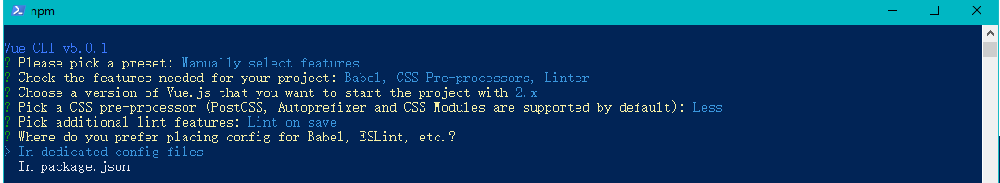 npm
Vue CLI v5.0.1
? Please pick a preset: Manually select features
? Check the features needed for your project: Babel, CSS Pre-processors, Linter
? Choose a version of Vue.js that you want to start the project with 2.x
? Pick a CSS pre-processor (PostCSS, Autoprefixer and CSS Modules are supported by default): Less
? Pick additional lint features: Lint on save
? Where do you prefer placing config for Babel, ESLint, etc.?
> In dedicated config files
In package.json